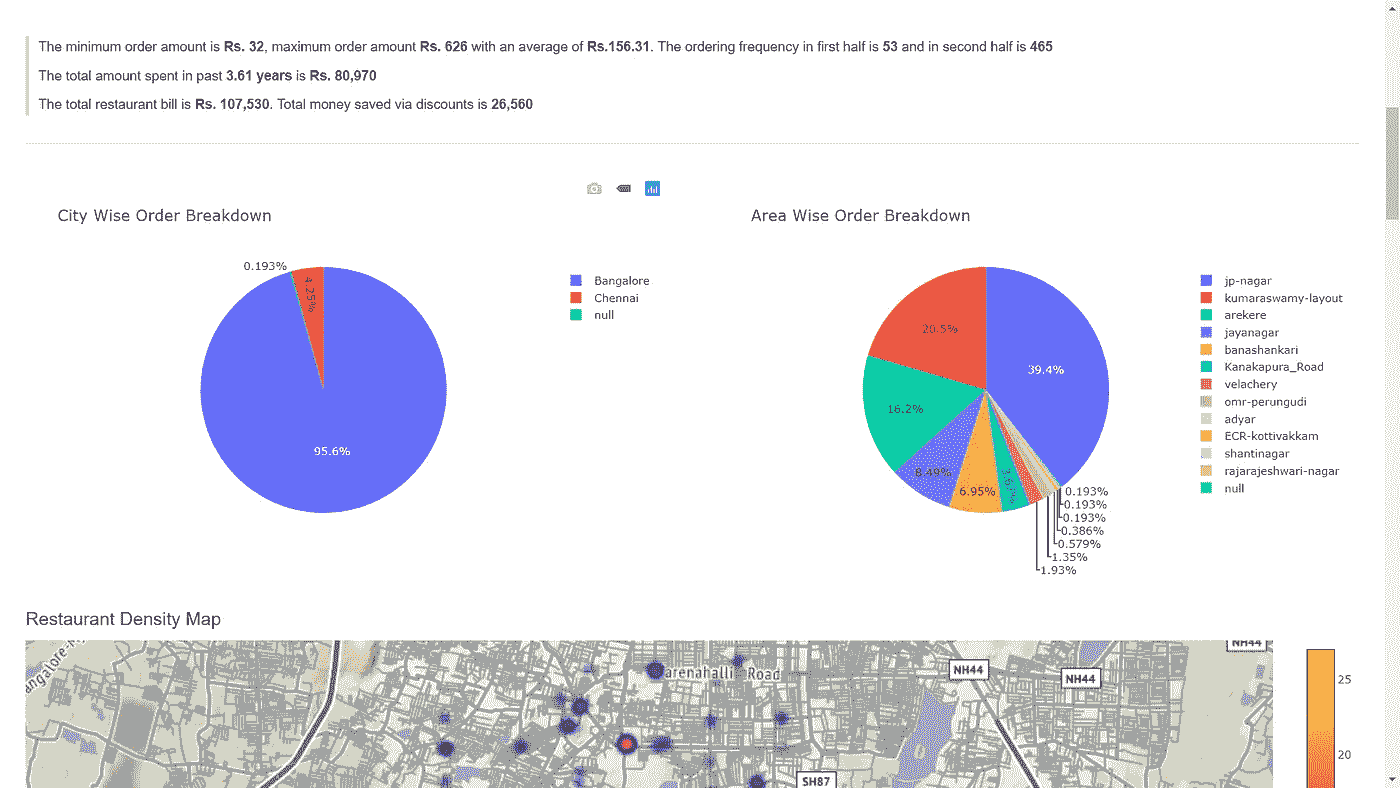 The minimum order amount is Rs. 32, maximum order amount Rs. 626 with an average of Rs.156.31. The ordering frequency in first half is 53 and in second half is 465
The total amount spent in past 3.61 years is Rs. 80,970
The total restaurant bill is Rs. 107,530. Total money saved via discounts is 26,560
City Wise Order Breakdown
0.193%
4.25%
95.6%
Bangalore
Chennai
null
Area Wise Order Breakdown
20.5%
39.4%
16.2%
8.49%
6.95%
0.193%
0.193%
0.193%
0.386%
0.579%
1.35%
1.93%
jp-nagar
kumaraswamy-layout
arekere
jayanagar
banashankari
Kanakapura_Road
velachery
omr-perungudi
adyar
ECR-kottivakkam
shantinagar
rajarajeshwari-nagar
null
Restaurant Density Map
NH44
arenahalli Road
NH44
NH44
SH87
25
20